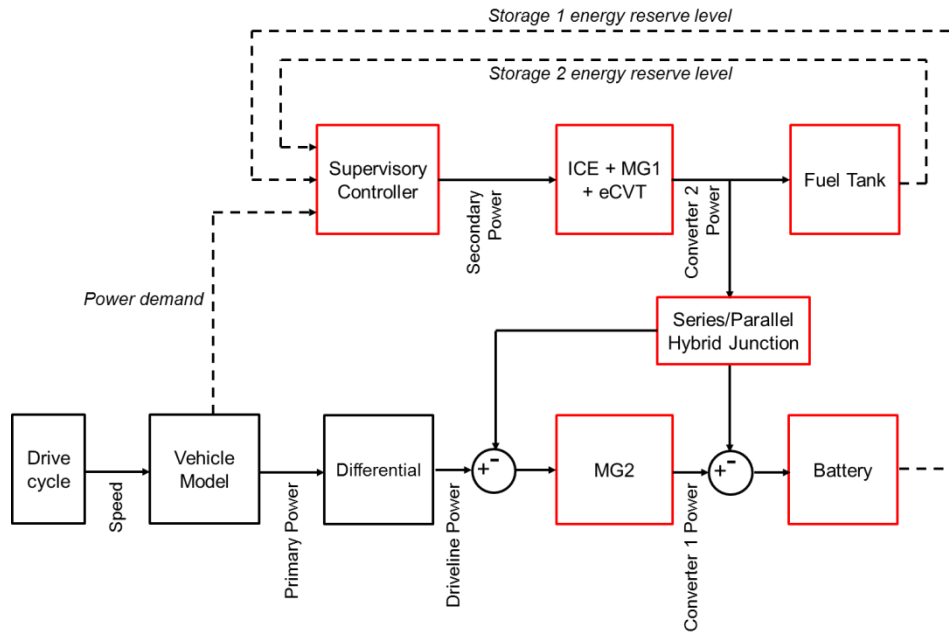 Storage 1 energy reserve level
Storage 2 energy reserve level
Supervisory
Controller
Secondary
Power
ICE + MG1
+ eCVT
Converter 2
Power
Fuel Tank
Power demand
Series/Parallel
Hybrid Junction
Drive
cycle
Speed
Vehicle
Model
Primary Power
Differential
Driveline Power
+ -
MG2
Converter 1 Power
+ -
Battery